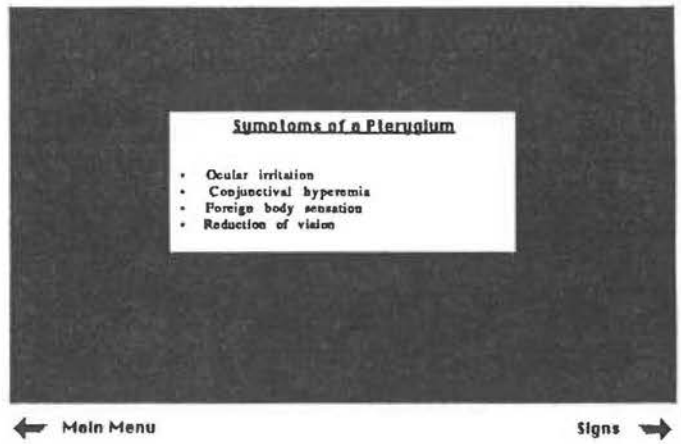 Symptoms of a Pterygium
• Ocular irritation
• Conjunctival hyperemia
• Foreign body sensation
• Reduction of vision
Main Menu
Signs